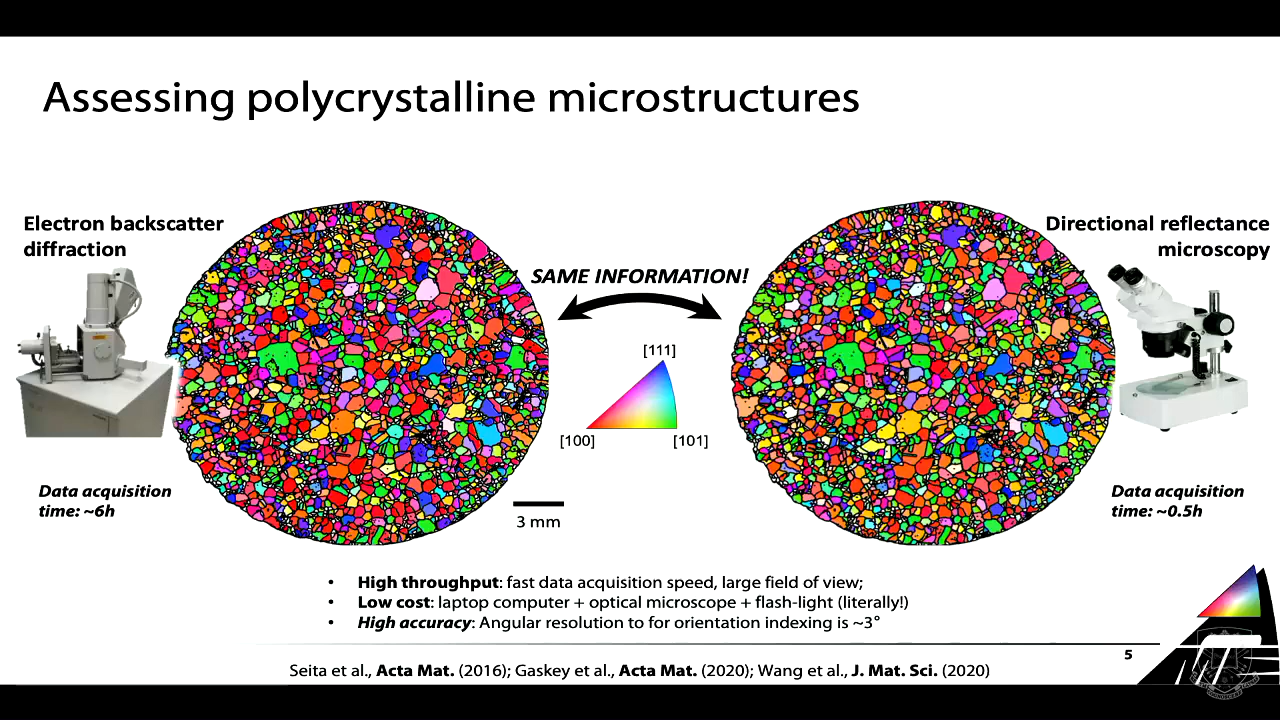 Assessing polycrystalline microstructures
Electron backscatter
diffraction
Directional reflectance
microscopy
SAME INFORMATION!
[111]
[100]
[101]
Data acquisition
time: ~6h
Data acquisition
time: ~0.5h
3 mm
• High throughput: fast data acquisition speed, large field of view;
• Low cost: laptop computer + optical microscope + flash-light (literally!)
• High accuracy: Angular resolution to for orientation indexing is ~3°
5
Seita et al., Acta Mat. (2016); Gaskey et al., Acta Mat. (2020); Wang et al., J. Mat. Sci. (2020)